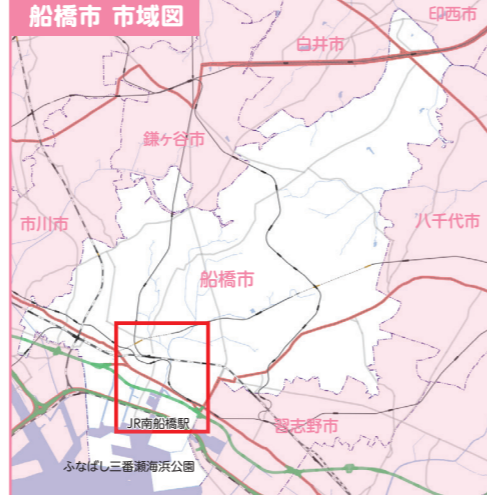 船橋市 市域図
印西市
白井市
鎌ヶ谷市
市川市
八千代市
船橋市
JR南船橋駅
習志野市
ふなばし三番瀬海浜公園